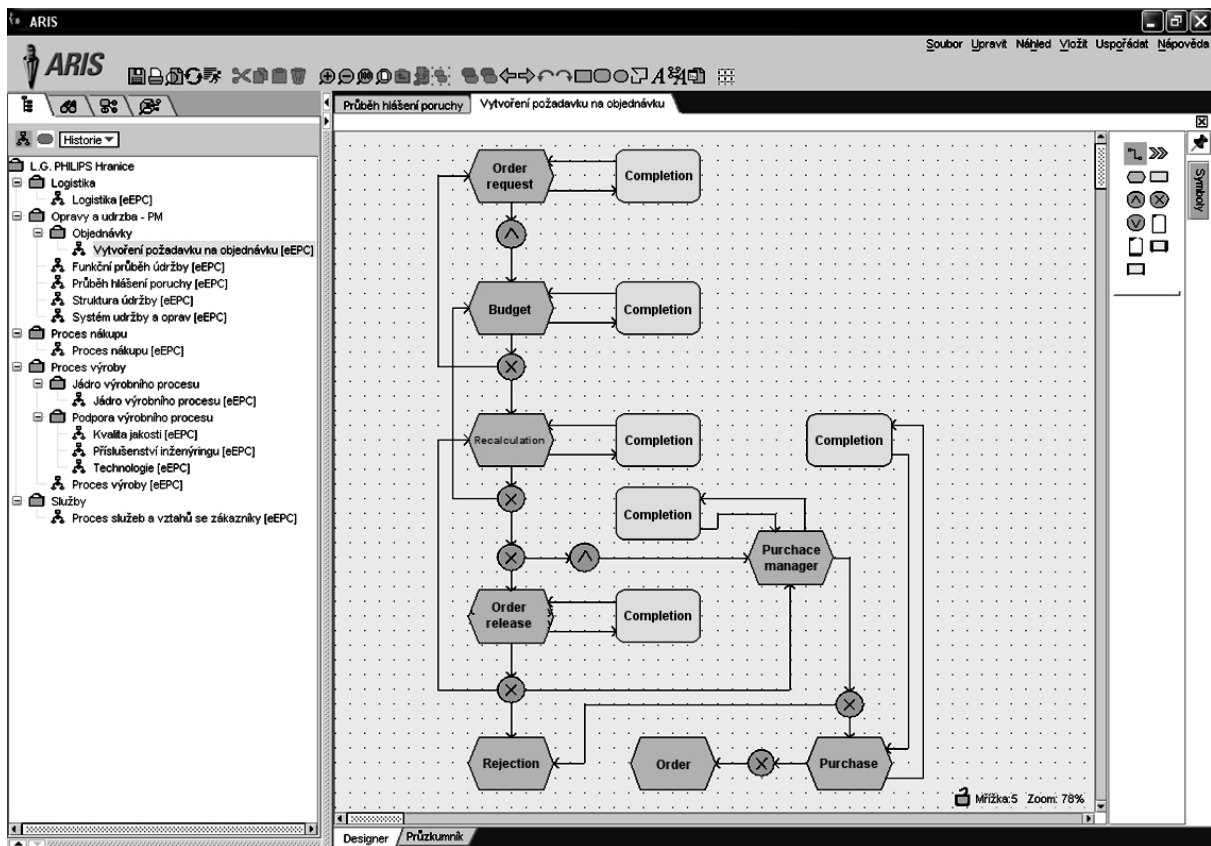 ARIS
Soubor Upravit Náhled Vložit Uspořádat Nápověda
ARIS
Průběh hlášení poruchy
Vytvoření požadavku na objednávku
Historie
L.G. PHILIPS Hranice
Logistika
Logistika [eEPC]
Opravy a udrzba - PM
Objednávky
Vytvoření požadavku na objednávku [eEPC]
Funkční průběh údržby [eEPC]
Průběh hlášení poruchy [eEPC]
Struktura údržby [eEPC]
Systém udržby a oprav [eEPC]
Proces nákupu
Proces nákupu [eEPC]
Proces výroby
Jádro výrobního procesu
Jádro výrobního procesu [eEPC]
Podpora výrobního procesu
Kvalita jakosti [eEPC]
Příslušenství inženýringu [eEPC]
Technologie [eEPC]
Proces výroby [eEPC]
Služby
Proces služeb a vztahů se zákazníky [eEPC]
Order
request
Completion
Budget
Completion
Recalculation
Completion
Completion
Completion
Purchace
manager
Order
release
Completion
Rejection
Order
Purchase
Mřížka:5 Zoom: 78%
Symboly
Designer
Průzkumník